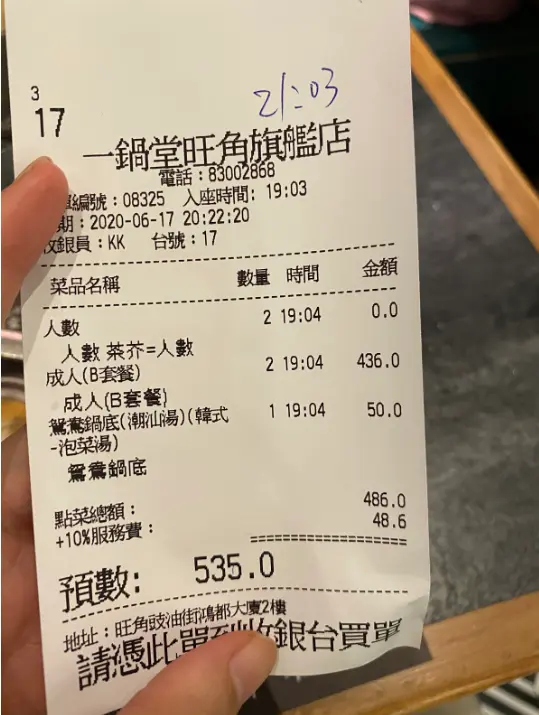 3
21:03
17
一鍋堂旺角旗艦店
電話：83002868
編號：08325 入座時間：19:03
期：2020-06-17 20:22:20
收銀員：KK 台號：17
菜品名稱 數量 時間 金額
人數 2 19:04 0.0
人數 茶芥=人數
成人(B套餐) 2 19:04 436.0
成人(B套餐)
鴛鴦鍋底(潮汕湯)(韓式 1 19:04 50.0
-泡菜湯)
鴛鴦鍋底
點菜總額： 486.0
+10%服務費： 48.6
預數： 535.0
地址：旺角豉油街鴻都大廈2樓
請憑此單到收銀台買單